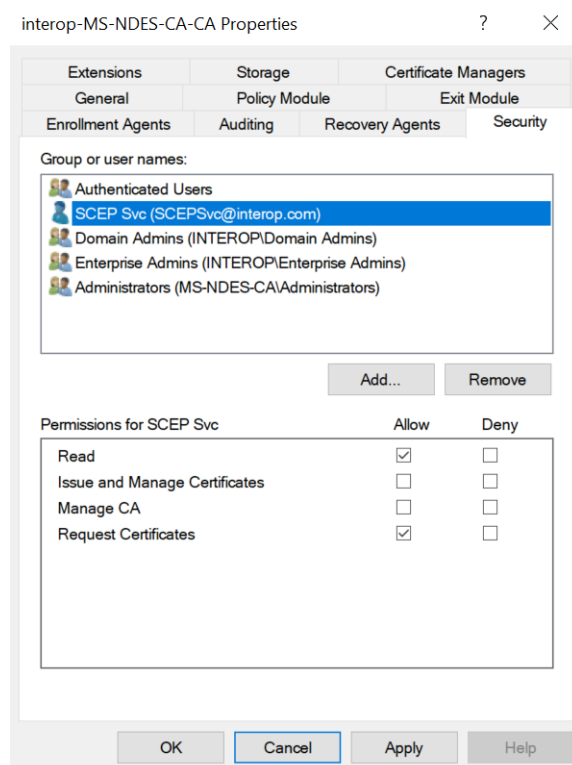 interop-MS-NDES-CA-CA Properties ? ×
Extensions Storage Certificate Managers
General Policy Module Exit Module
Enrollment Agents Auditing Recovery Agents Security
Group or user names:
Authenticated Users
SCEP Svc (SCEPSvc@interop.com)
Domain Admins (INTEROP\Domain Admins)
Enterprise Admins (INTEROP\Enterprise Admins)
Administrators (MS-NDES-CA\Administrators)
Add... Remove
Permissions for SCEP Svc Allow Deny
Read
Issue and Manage Certificates
Manage CA
Request Certificates
OK Cancel Apply Help